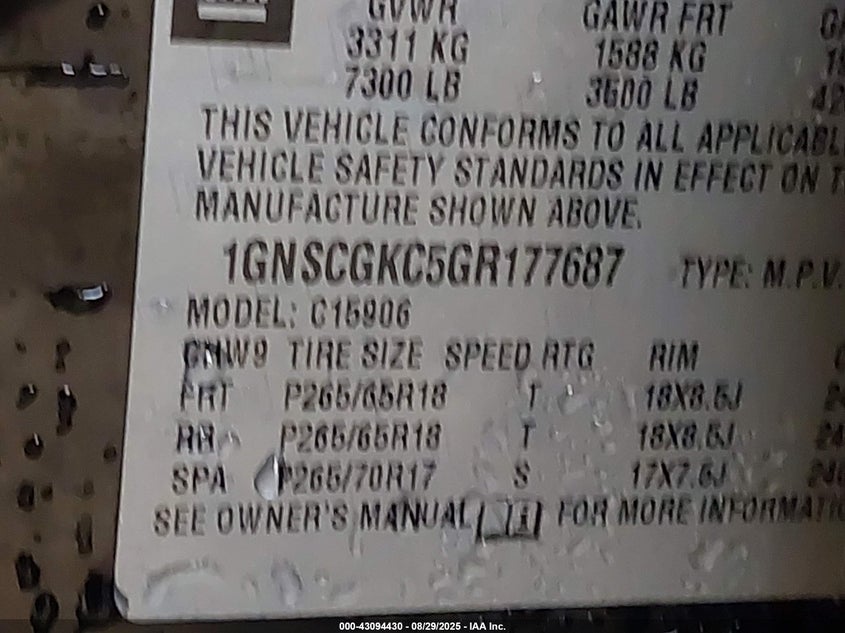 GVWR GAWR FRT
3311 KG 1588 KG
7300 LB 3500 LB
THIS VEHICLE CONFORMS TO ALL APPLICABL
VEHICLE SAFETY STANDARDS IN EFFECT ON T
MANUFACTURE SHOWN ABOVE.
1GNSCGKC5GR177687 TYPE: M.P.V.
MODEL: C15906
TIRE SIZE SPEED RTG RIM
FRT P265/65R18 T 18X8.5J
P265/65R18 T 18X8.5J
SPA P265/70R17 S 17X7.5J
SEE OWNER'S MANUAL FOR MORE INFORMATIO
000-43094430 - 08/29/2025 - IAA Inc.